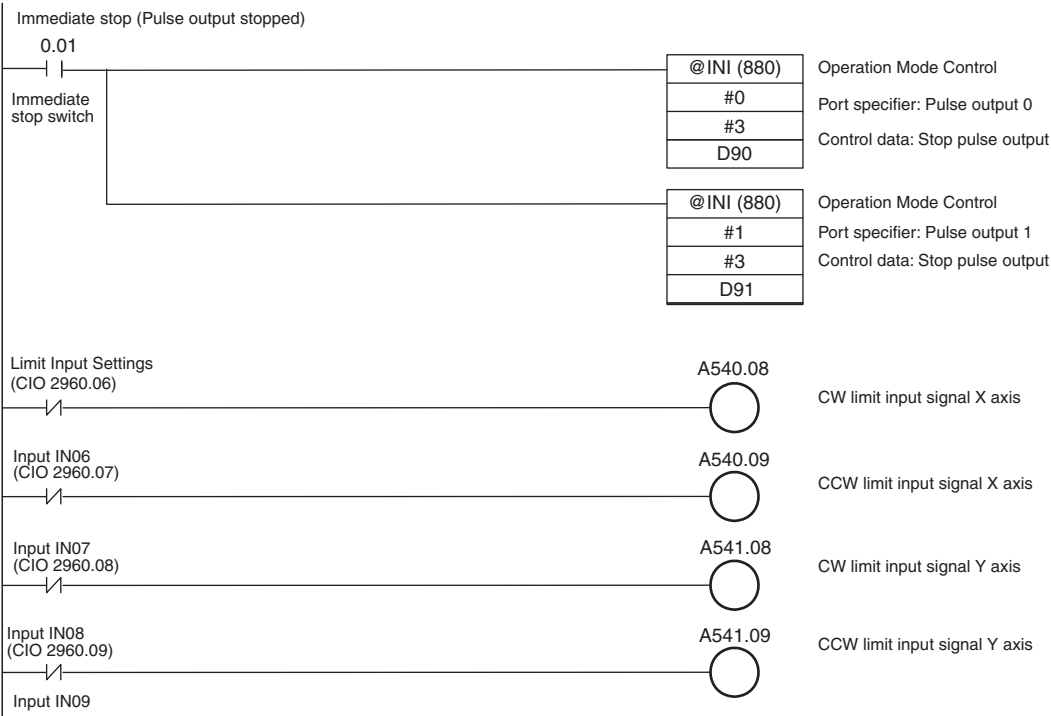 Immediate stop (Pulse output stopped)
0.01
Immediate
stop switch
@INI (880)
Operation Mode Control
#0
Port specifier: Pulse output 0
#3
Control data: Stop pulse output
D90
@INI (880)
Operation Mode Control
#1
Port specifier: Pulse output 1
#3
Control data: Stop pulse output
D91
Limit Input Settings
(CIO 2960.06)
A540.08
CW limit input signal X axis
Input IN06
(CIO 2960.07)
A540.09
CCW limit input signal X axis
Input IN07
(CIO 2960.08)
A541.08
CW limit input signal Y axis
Input IN08
(CIO 2960.09)
A541.09
CCW limit input signal Y axis
Input IN09